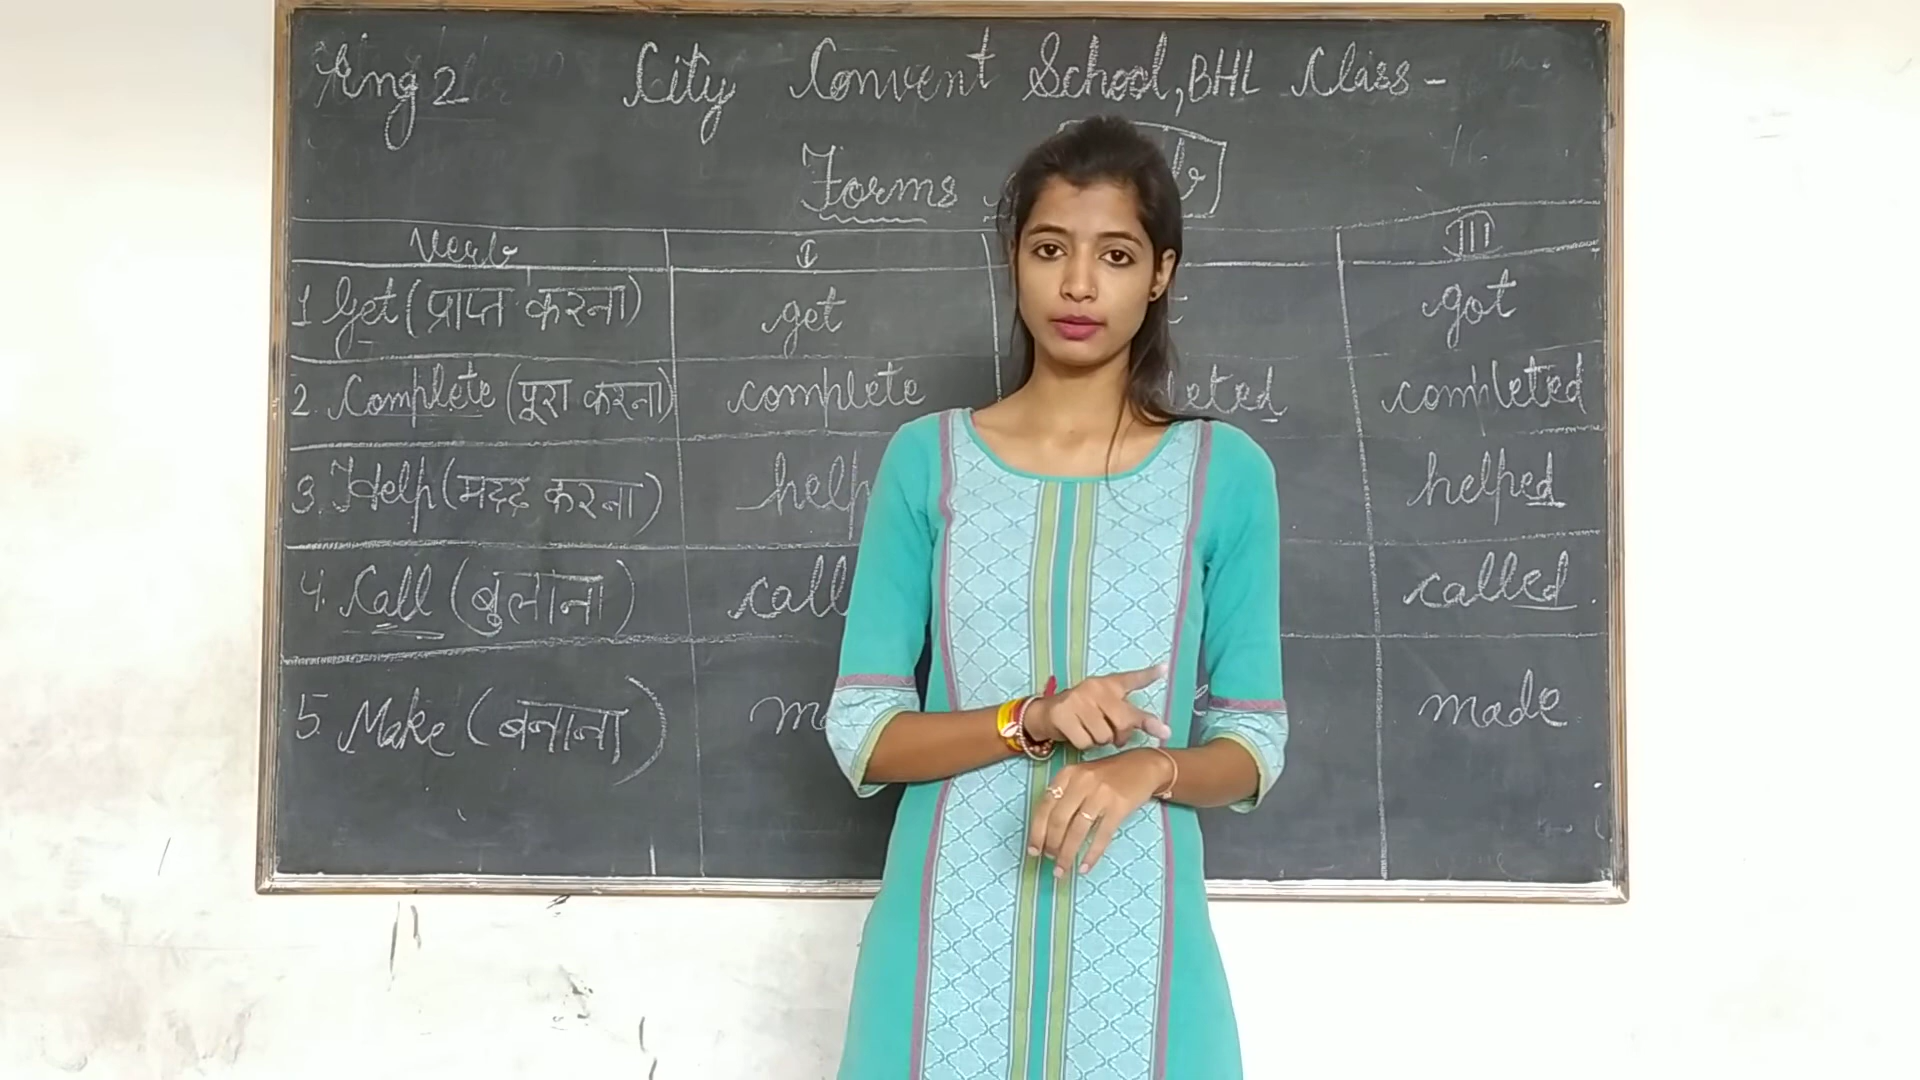 Eng 2 City Convent School, BHL Class -
Forms
Verb I III
1 Get (प्राप्त करना) get got
2. Complete (पूरा करना) complete completed
3. Help (मदद करना) help helped
4. Call (बुलाना) call called.
5. Make (बनाना) made